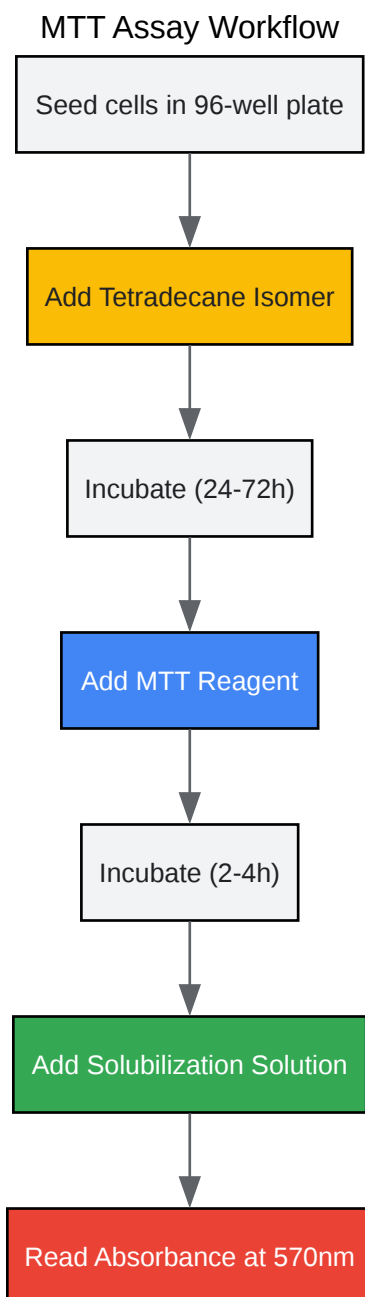 MTT Assay Workflow
Seed cells in 96-well plate
Add Tetradecane Isomer
Incubate (24-72h)
Add MTT Reagent
Incubate (2-4h)
Add Solubilization Solution
Read Absorbance at 570nm